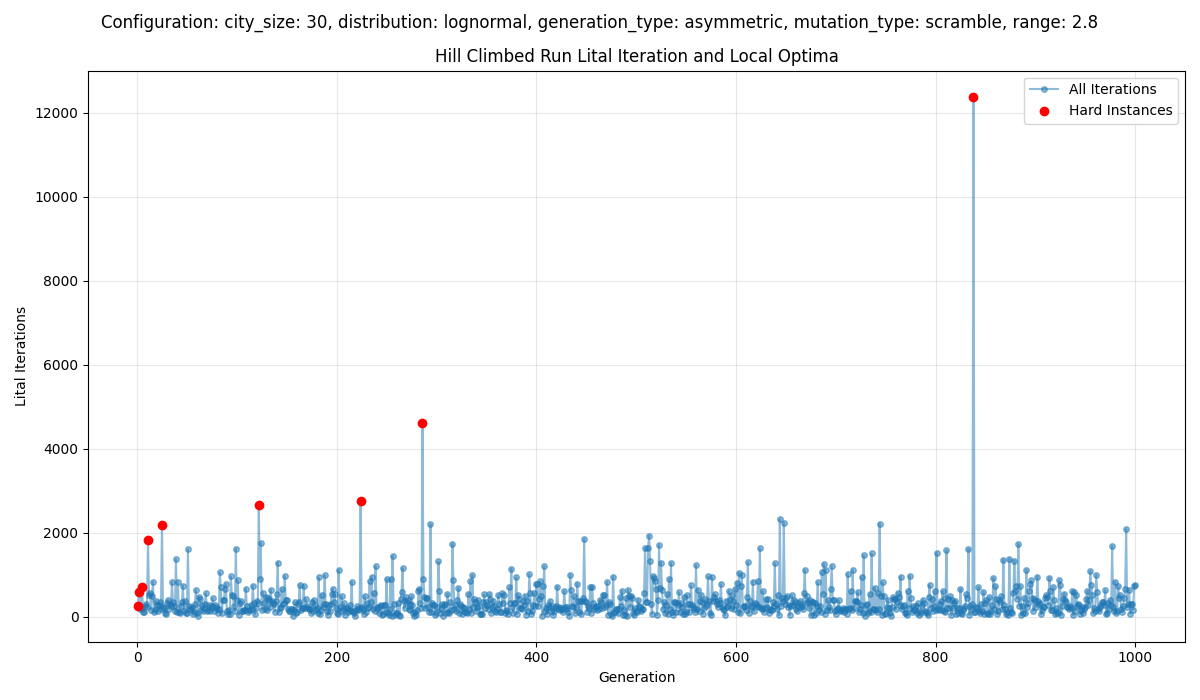 Configuration: city_size: 30, distribution: lognormal, generation_type: asymmetric, mutation_type: scramble, range: 2.8
Hill Climbed Run Lital Iteration and Local Optima
All Iterations
Hard Instances
12000
10000
8000
6000
4000
2000
0
Lital Iterations
0 200 400 600 800 1000
Generation